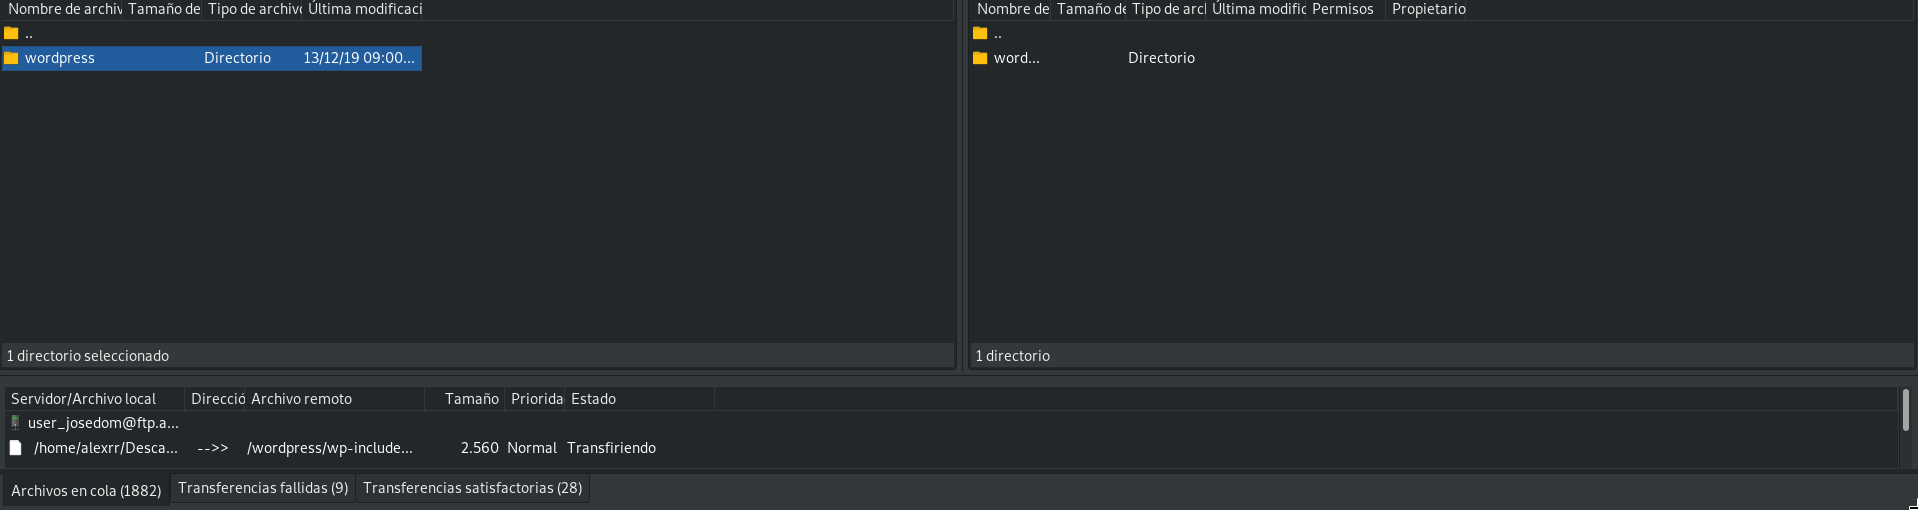 Nombre de archiv Tamaño de Tipo de archivo Última modificaci
..
wordpress Directorio 13/12/19 09:00...
1 directorio seleccionado
Nombre de Tamaño de Tipo de arcl Última modific Permisos Propietario
..
word... Directorio
1 directorio
Servidor/Archivo local Direcció Archivo remoto Tamaño Priorida Estado
user_josedom@ftp.a...
/home/alexrr/Desca... -->> /wordpress/wp-include... 2.560 Normal Transfiriendo
Archivos en cola (1882) Transferencias fallidas (9) Transferencias satisfactorias (28)